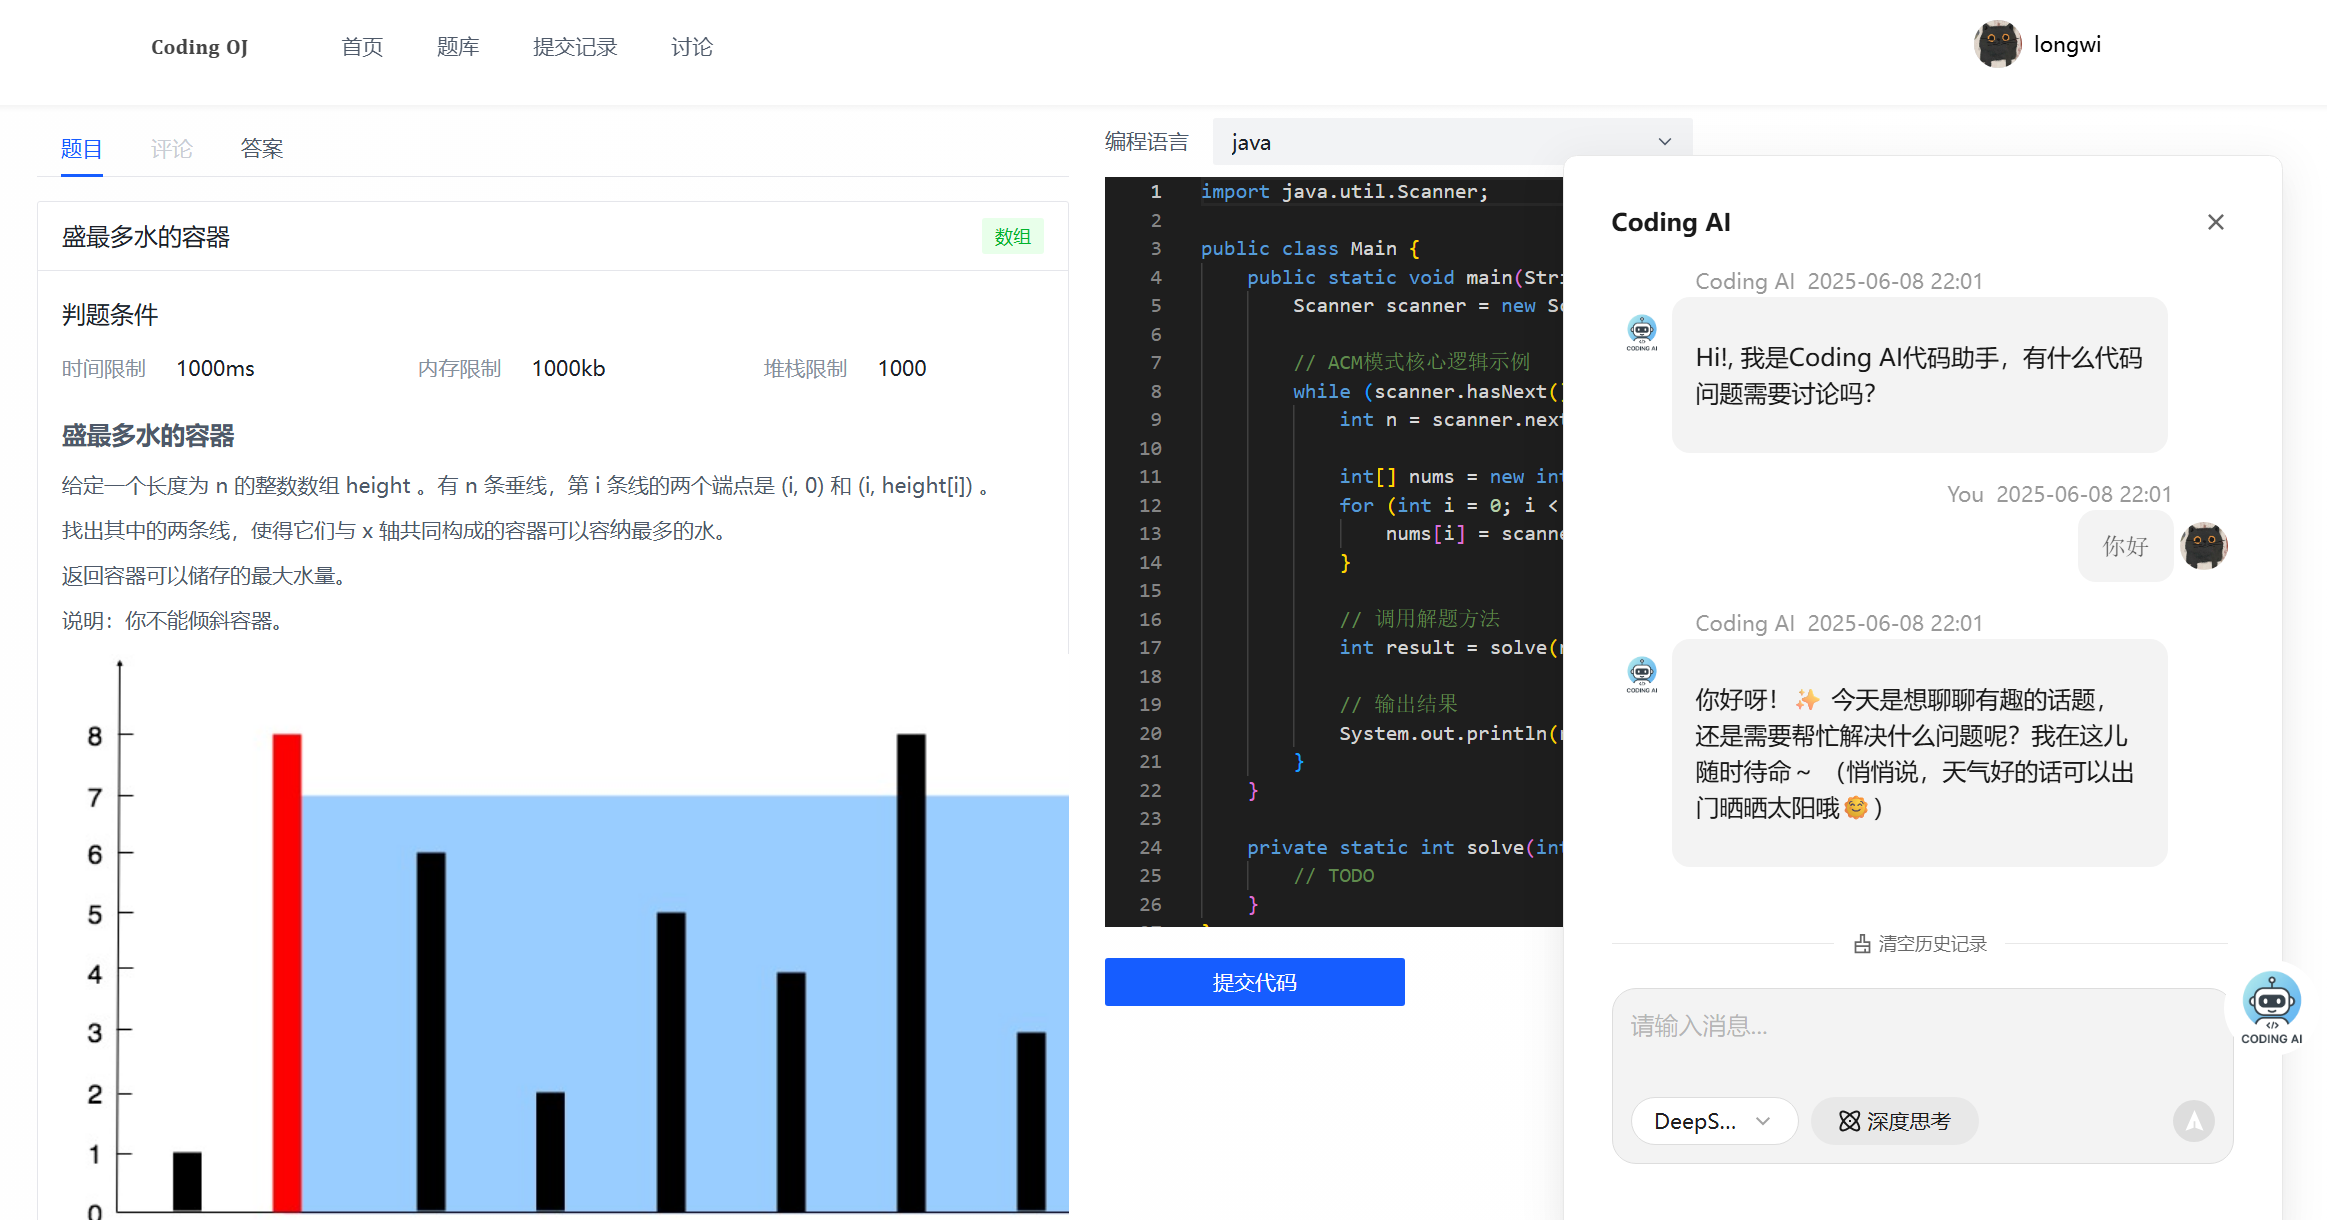 Coding OJ
首页
题库
提交记录
讨论
longwi
题目
评论
答案
盛最多水的容器
数组
判题条件
时间限制 1000ms
内存限制 1000kb
堆栈限制 1000
盛最多水的容器
给定一个长度为 n 的整数数组 height 。有 n 条垂线，第 i 条线的两个端点是 (i, 0) 和 (i, height[i]) 。
找出其中的两条线，使得它们与 x 轴共同构成的容器可以容纳最多的水。
返回容器可以储存的最大水量。
说明：你不能倾斜容器。
8
7
6
5
4
3
2
1
0
编程语言
java
1 import java.util.Scanner;
2
3 public class Main {
4 public static void main(Stri
5 Scanner scanner = new Sc
6
7 // ACM模式核心逻辑示例
8 while (scanner.hasNext()
9 int n = scanner.next
10
11 int[] nums = new int
12 for (int i = 0; i <
13 nums[i] = scanne
14 }
15
16 // 调用解题方法
17 int result = solve(n
18
19 // 输出结果
20 System.out.println(r
21 }
22 }
23
24 private static int solve(int
25 // TODO
26 }
提交代码
Coding AI
Coding AI 2025-06-08 22:01
CODING AI
Hi!, 我是Coding AI代码助手，有什么代码
问题需要讨论吗？
You 2025-06-08 22:01
你好
Coding AI 2025-06-08 22:01
CODING AI
你好呀！✨ 今天是想聊聊有趣的话题，
还是需要帮忙解决什么问题呢？我在这儿
随时待命～ （悄悄说，天气好的话可以出
门晒晒太阳哦🌞）
清空历史记录
请输入消息...
DeepS...
深度思考
CODING AI